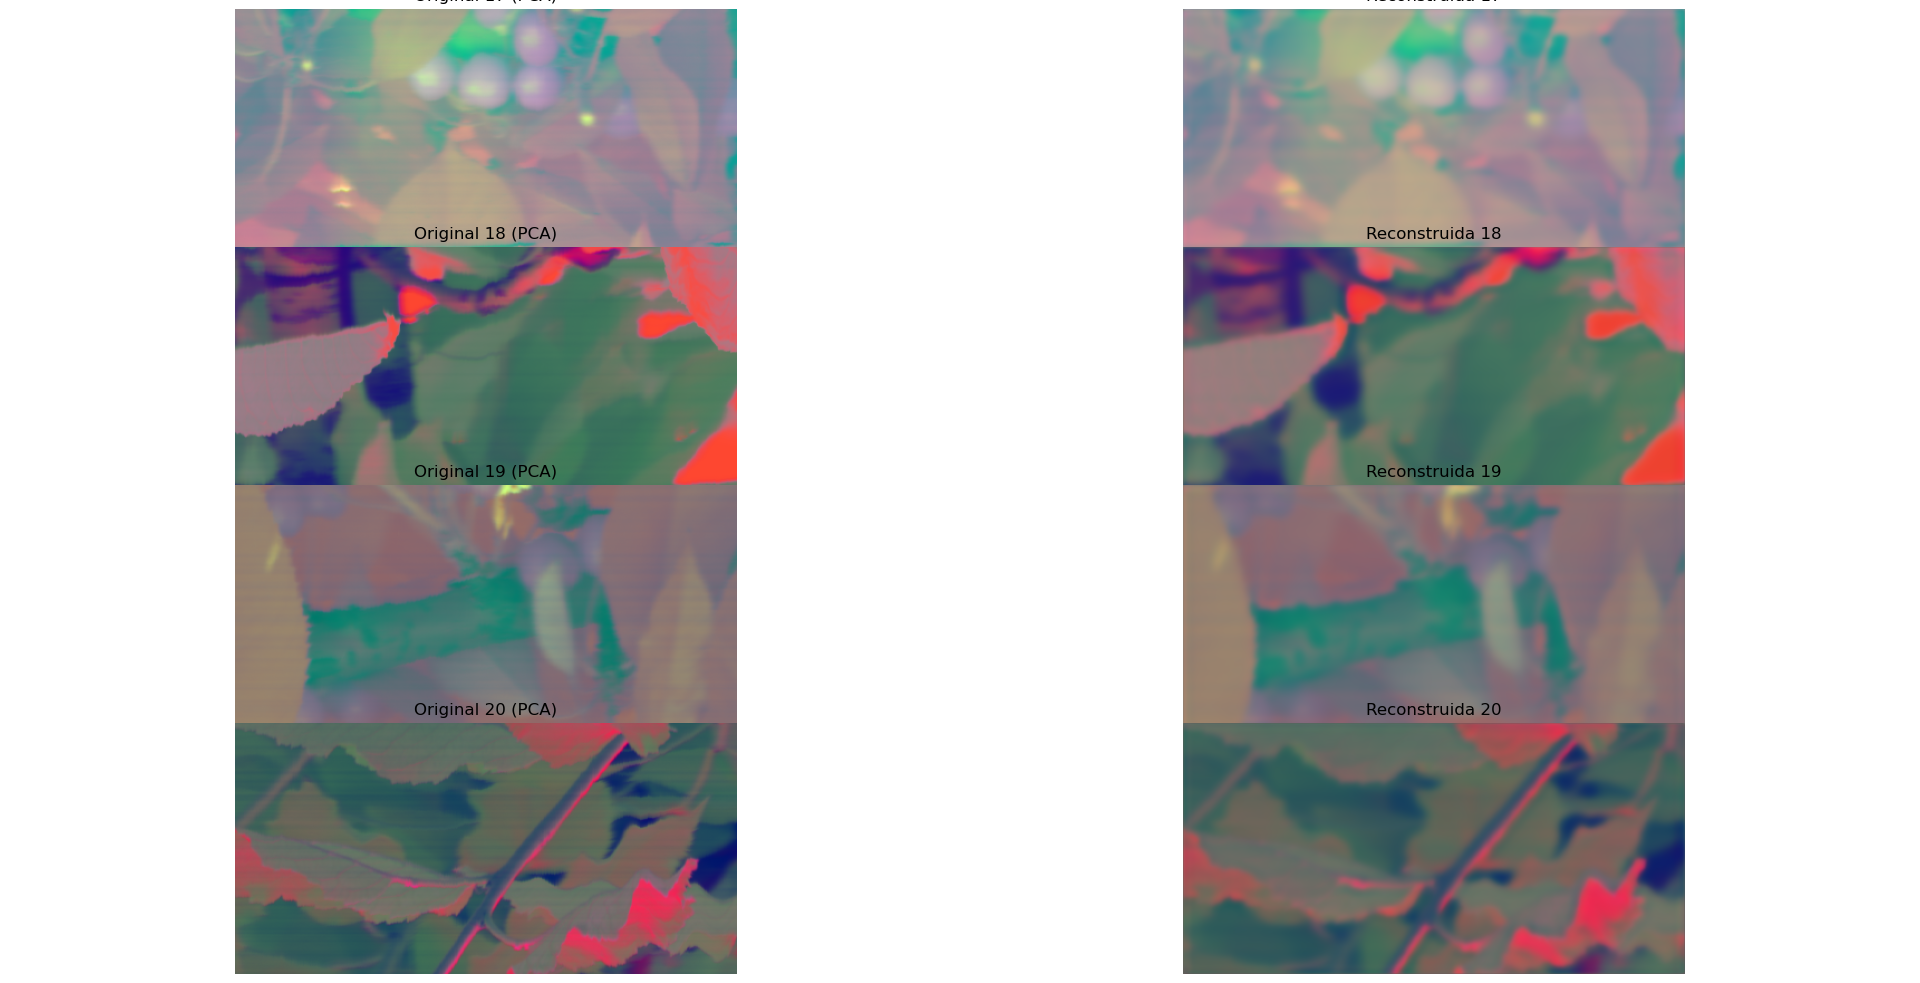 Original 18 (PCA)
Reconstruida 18
Original 19 (PCA)
Reconstruida 19
Original 20 (PCA)
Reconstruida 20